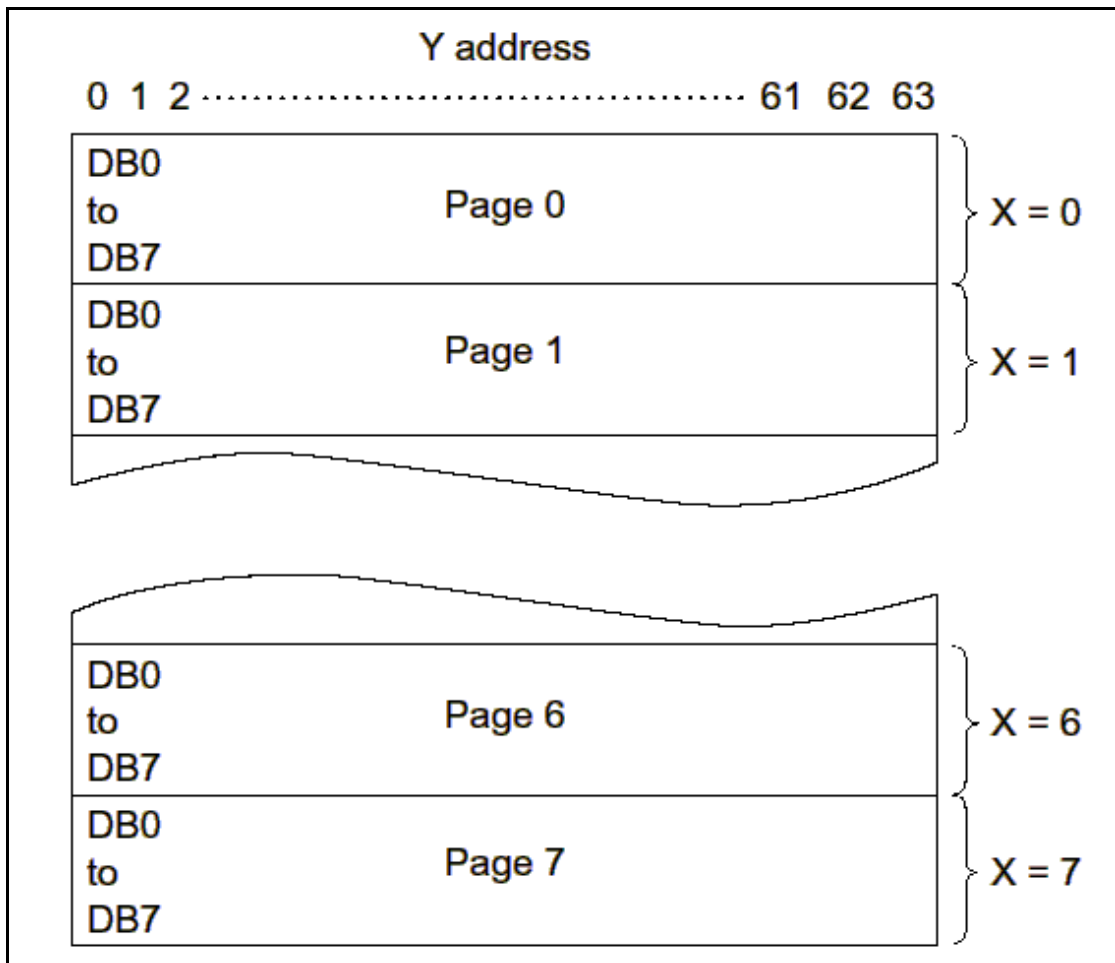 Y address
0 1 2 ································ 61 62 63
DB0
to
DB7
Page 0
X = 0
DB0
to
DB7
Page 1
X = 1
DB0
to
DB7
Page 6
X = 6
DB0
to
DB7
Page 7
X = 7